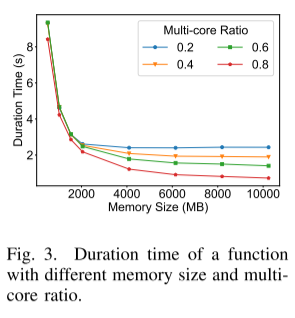 Multi-core Ratio
0.2 0.6
0.4 0.8
Duration Time (s)
8
6
4
2
2000 4000 6000 8000 10000
Memory Size (MB)
Fig. 3. Duration time of a function
with different memory size and multi-
core ratio.